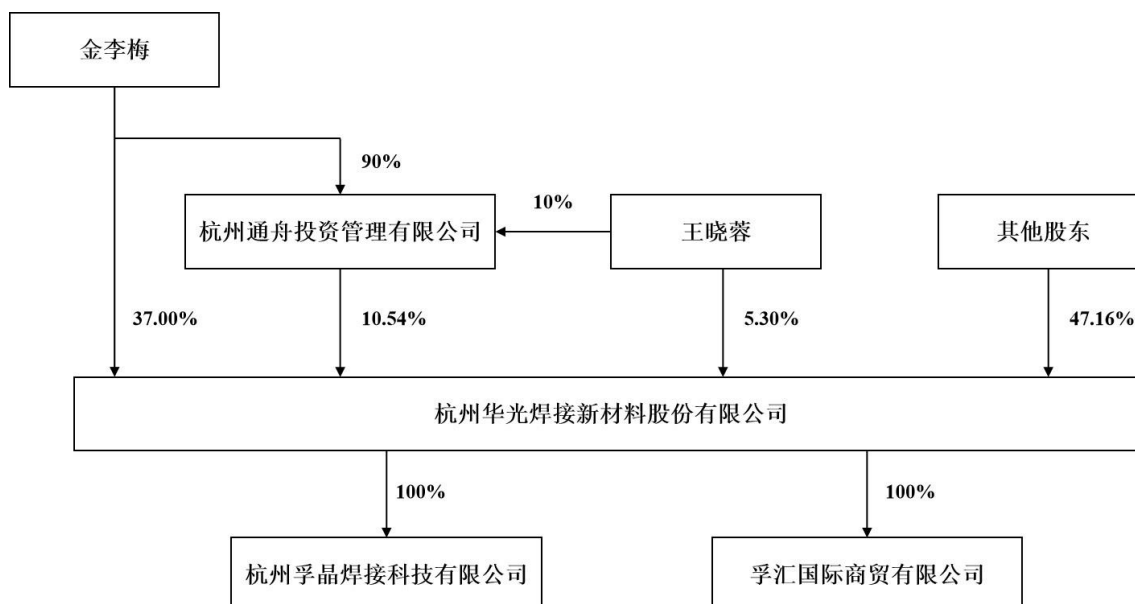 金李梅
90%
10%
杭州通舟投资管理有限公司
王晓蓉
其他股东
37.00%
10.54%
5.30%
47.16%
杭州华光焊接新材料股份有限公司
100%
100%
杭州孚晶焊接科技有限公司
孚汇国际商贸有限公司